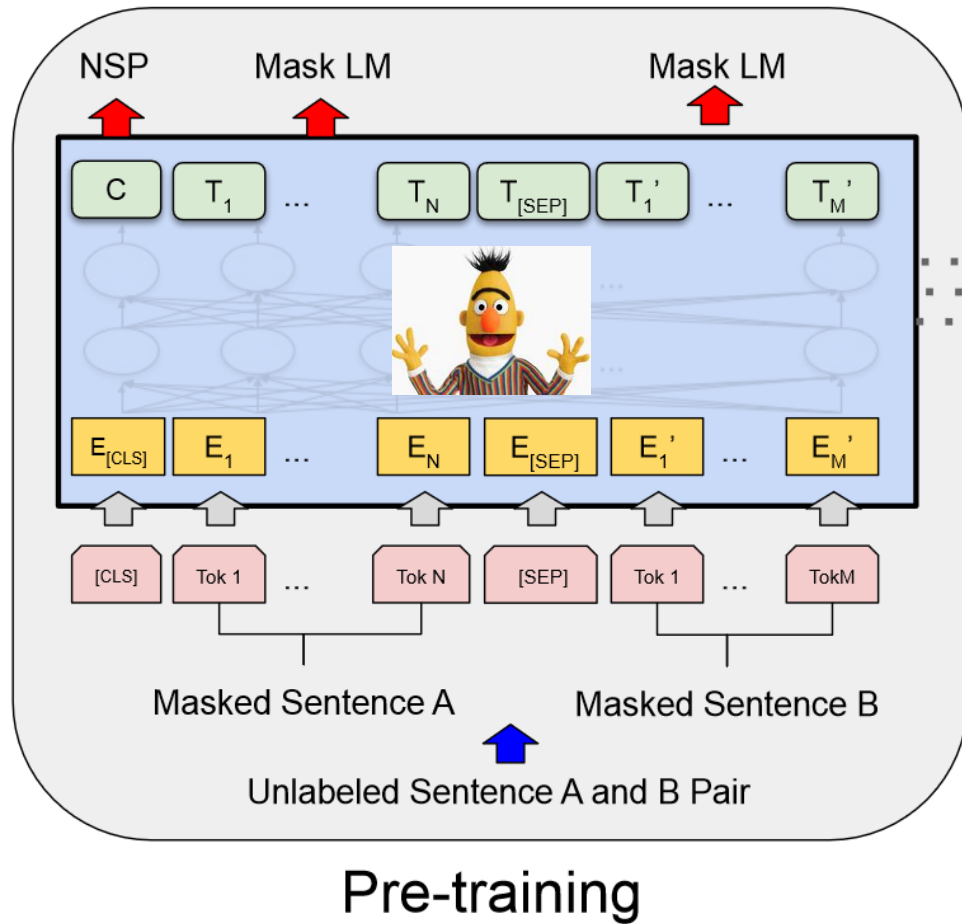 NSP Mask LM Mask LM
C T1 ... TN T[SEP] T1’ ... TM’
...
...
E[CLS] E1 ... EN E[SEP] E1’ ... EM’
[CLS] Tok 1 ... Tok N [SEP] Tok 1 ... TokM
Masked Sentence A Masked Sentence B
Unlabeled Sentence A and B Pair
Pre-training